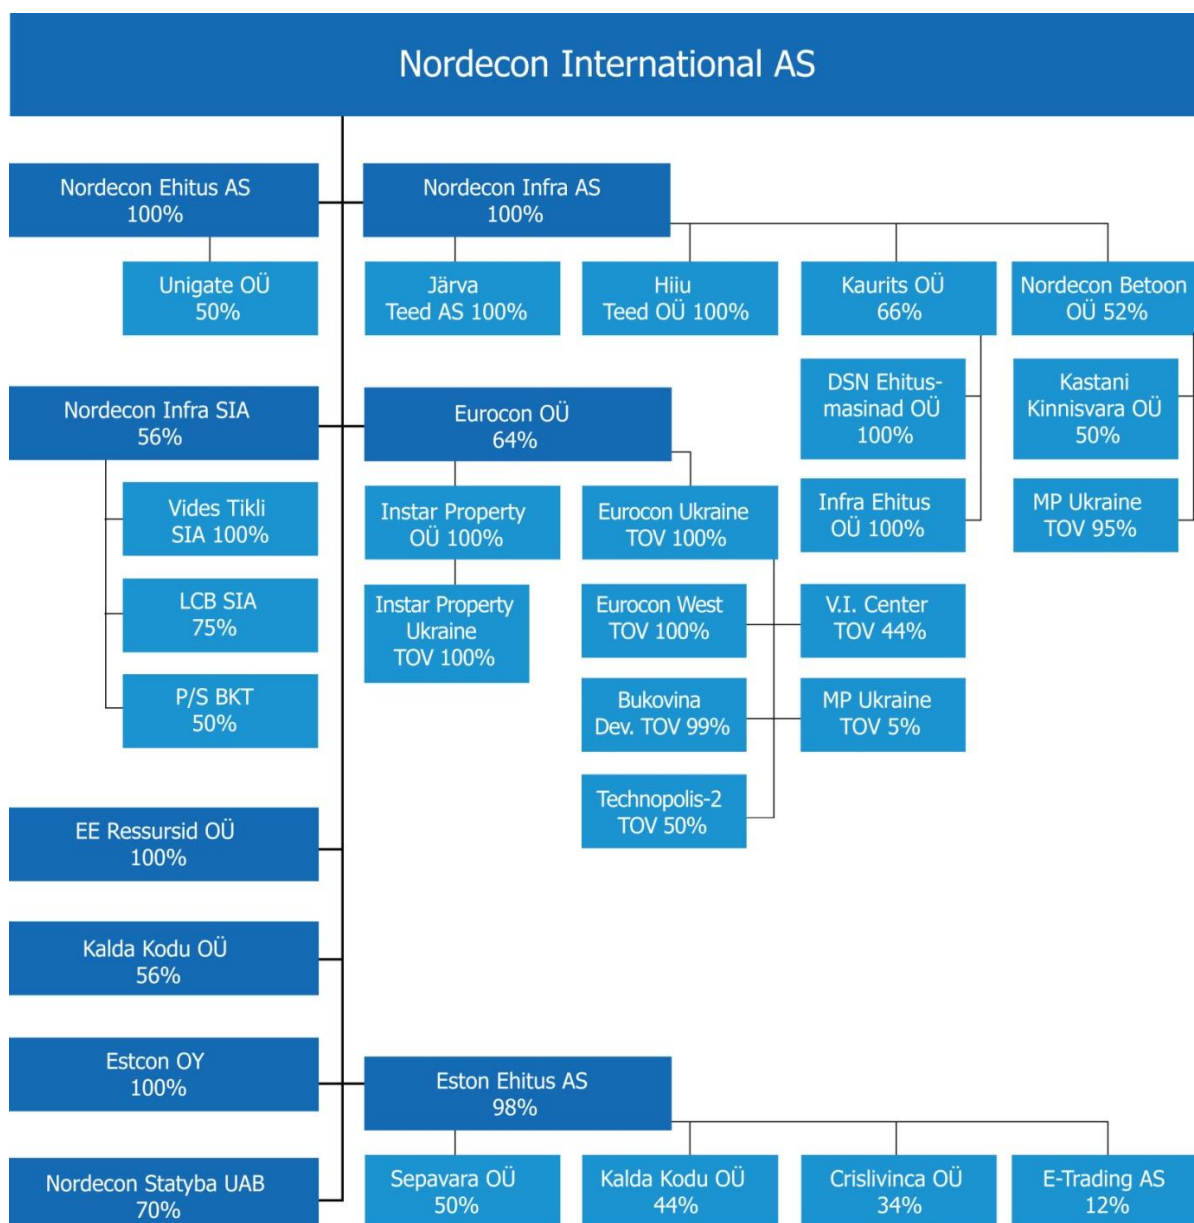 Nordecon International AS
Nordecon Ehitus AS
100%
Unigate OÜ
50%
Nordecon Infra AS
100%
Järva
Teed AS 100%
Hiiu
Teed OÜ 100%
Kaurits OÜ
66%
DSN Ehitus-
masinad OÜ
100%
Infra Ehitus
OÜ 100%
Nordecon Betoon
OÜ 52%
Kastani
Kinnisvara OÜ
50%
MP Ukraine
TOV 95%
Nordecon Infra SIA
56%
Vides Tikli
SIA 100%
LCB SIA
75%
P/S BKT
50%
Eurocon OÜ
64%
Instar Property
OÜ 100%
Instar Property
Ukraine
TOV 100%
Eurocon Ukraine
TOV 100%
Eurocon West
TOV 100%
V.I. Center
TOV 44%
Bukovina
Dev. TOV 99%
MP Ukraine
TOV 5%
Technopolis-2
TOV 50%
EE Ressursid OÜ
100%
Kalda Kodu OÜ
56%
Estcon OY
100%
Eston Ehitus AS
98%
Sepavara OÜ
50%
Kalda Kodu OÜ
44%
Crislivinca OÜ
34%
E-Trading AS
12%
Nordecon Statyba UAB
70%